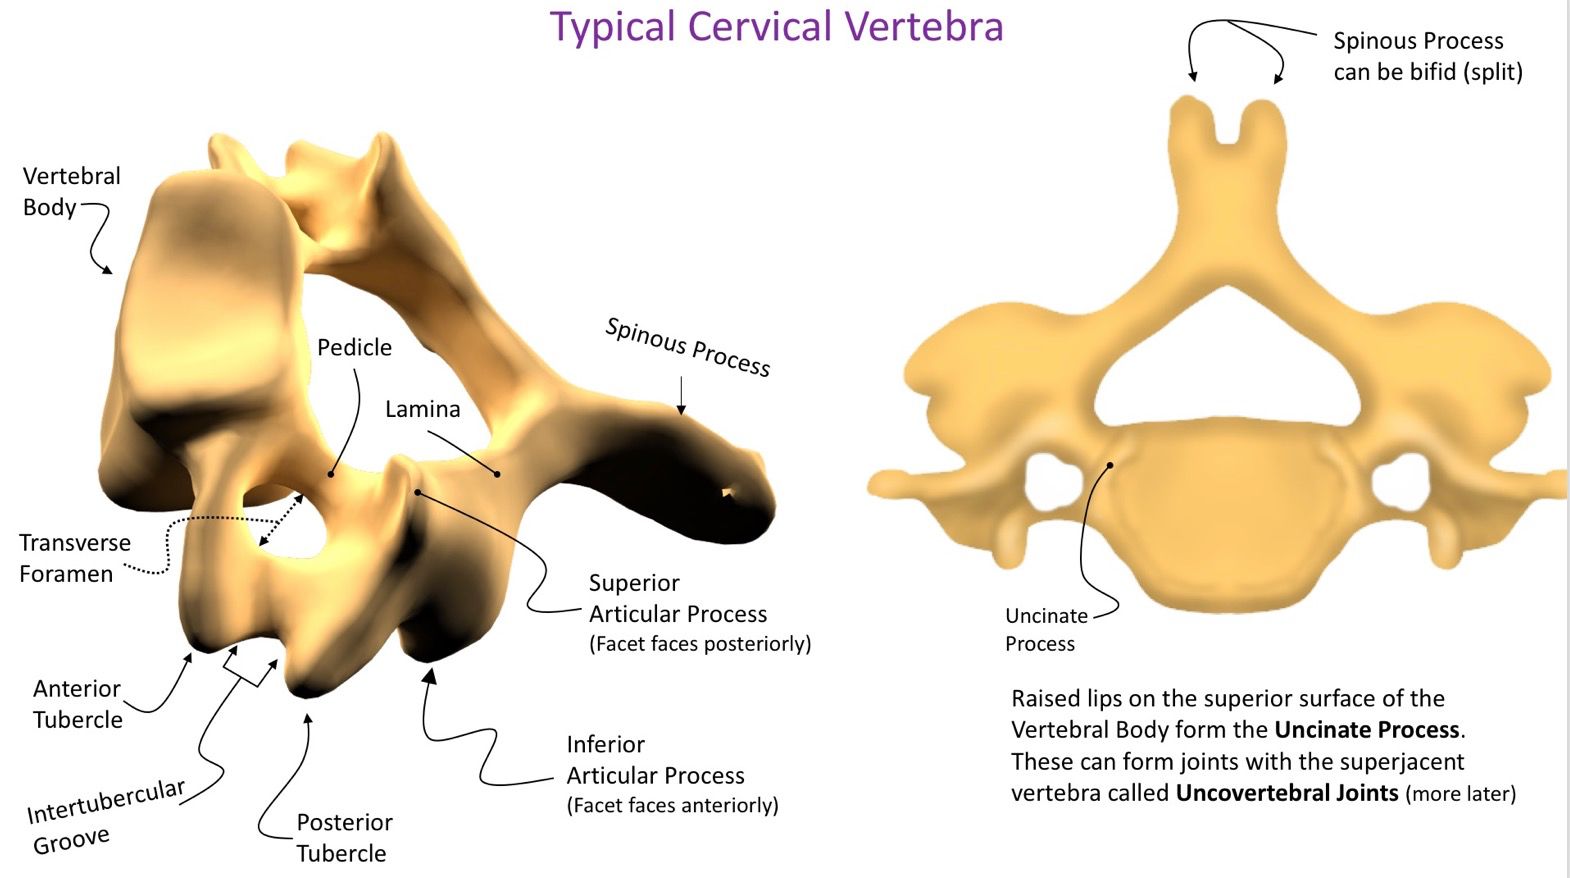 Typical Cervical Vertebra
Spinous Process
can be bifid (split)
Vertebral
Body
Pedicle
Lamina
Spinous Process
Transverse
Foramen
Superior
Articular Process
(Facet faces posteriorly)
Anterior
Tubercle
Intertubercular
Groove
Posterior
Tubercle
Inferior
Articular Process
(Facet faces anteriorly)
Uncinate
Process
Raised lips on the superior surface of the
Vertebral Body form the Uncinate Process.
These can form joints with the superjacent
vertebra called Uncovertebral Joints (more later)